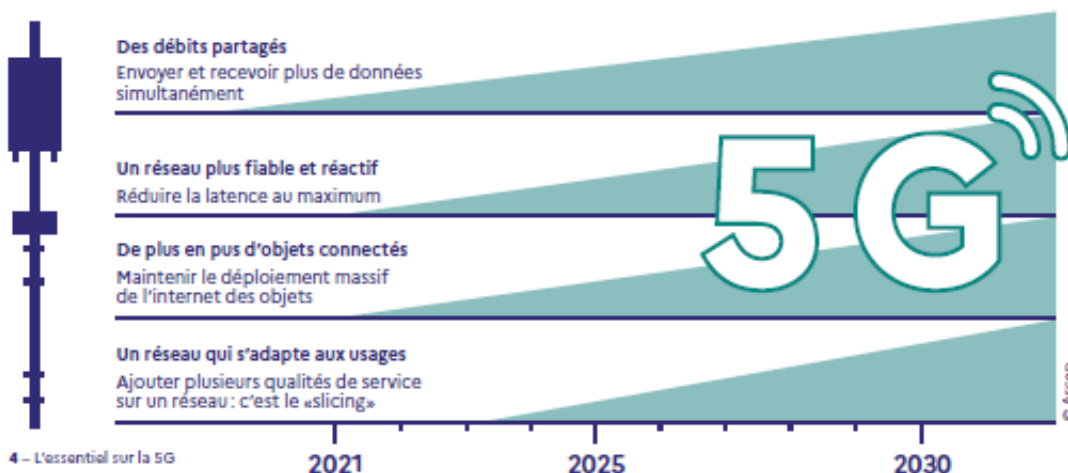 Des débits partagés
Envoyer et recevoir plus de données
simultanément
Un réseau plus fiable et réactif
Réduire la latence au maximum
De plus en pus d'objets connectés
Maintenir le déploiement massif
de l'internet des objets
Un réseau qui s'adapte aux usages
Ajouter plusieurs qualités de service
sur un réseau : c'est le «slicing»
5G
© Arcep
4 – L'essentiel sur la 5G
2021
2025
2030